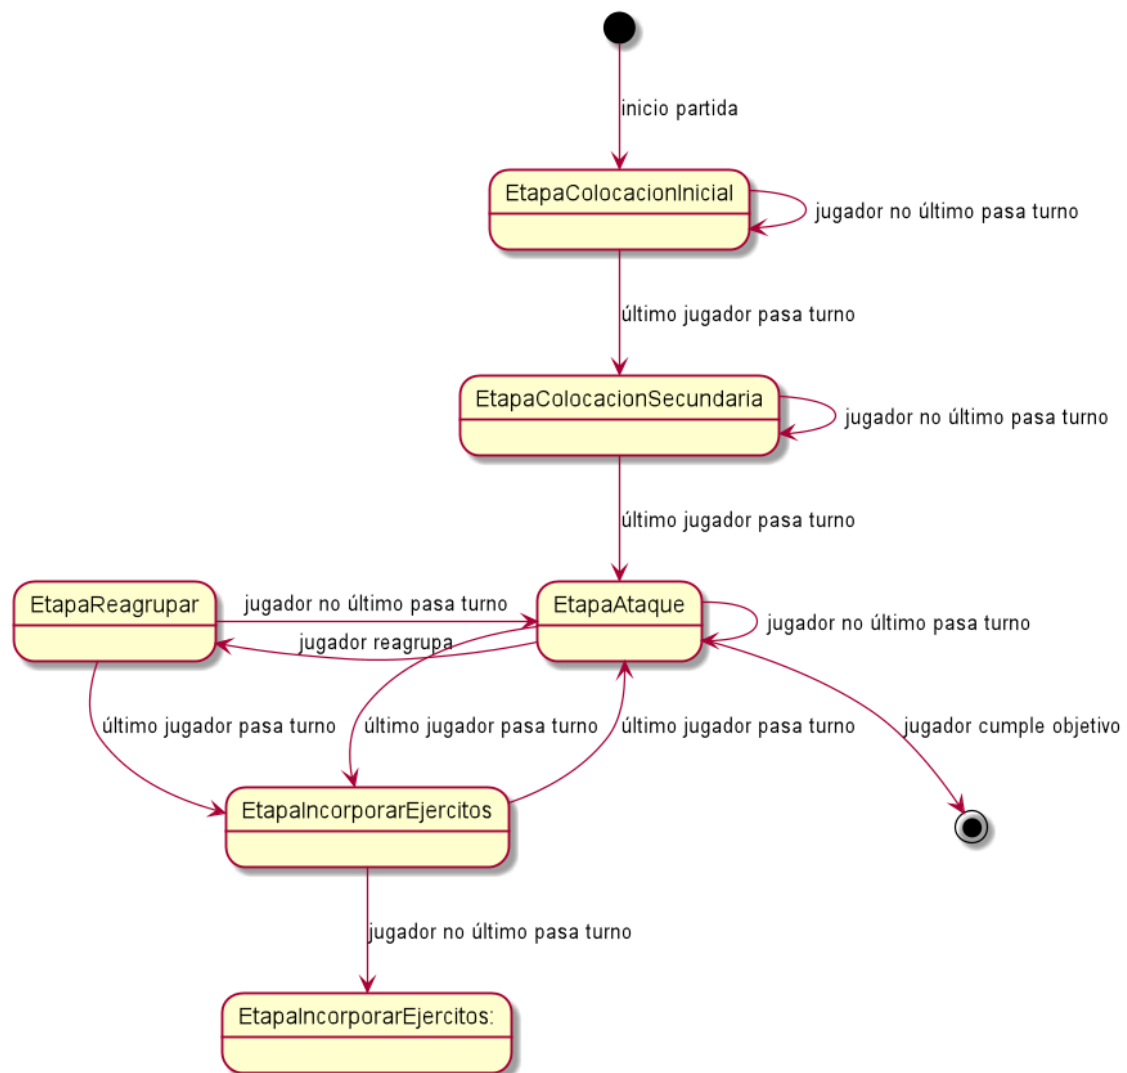 inicio partida
EtapaColocacionInicial
jugador no último pasa turno
último jugador pasa turno
EtapaColocacionSecundaria
jugador no último pasa turno
último jugador pasa turno
EtapaReagrupar
jugador no último pasa turno
EtapaAtaque
jugador no último pasa turno
jugador reagrupa
último jugador pasa turno
último jugador pasa turno
último jugador pasa turno
jugador cumple objetivo
EtapaIncorporarEjercitos
jugador no último pasa turno
EtapaIncorporarEjercitos: